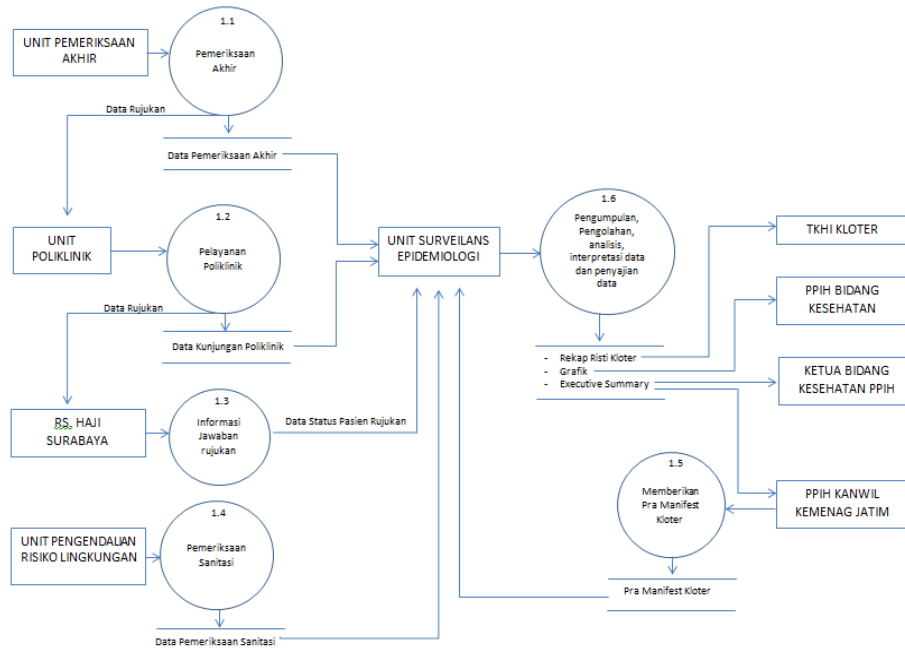 1.1
UNIT PEMERIKSAAN
AKHIR
Pemeriksaan
Akhir
Data Rujukan
Data Pemeriksaan Akhir
1.2
UNIT
POLIKLINIK
Pelayanan
Poliklinik
Data Rujukan
Data Kunjungan Poliklinik
1.3
RS. HAJI
SURABAYA
Informasi
Jawaban
rujukan
Data Status Pasien Rujukan
1.4
UNIT PENGENDALIAN
RISIKO LINGKUNGAN
Pemeriksaan
Sanitasi
Data Pemeriksaan Sanitasi
UNIT SURVEILANS
EPIDEMIOLOGI
1.6
Pengumpulan,
Pengolahan,
analisis,
interpretasi data
dan penyajian
data
- Rekap Risti Kloter
- Grafik
- Executive Summary
TKHI KLOTER
PPIH BIDANG
KESEHATAN
KETUA BIDANG
KESEHATAN PPIH
PPIH KANWIL
KEMENAG JATIM
1.5
Memberikan
Pra Manifest
Kloter
Pra Manifest Kloter